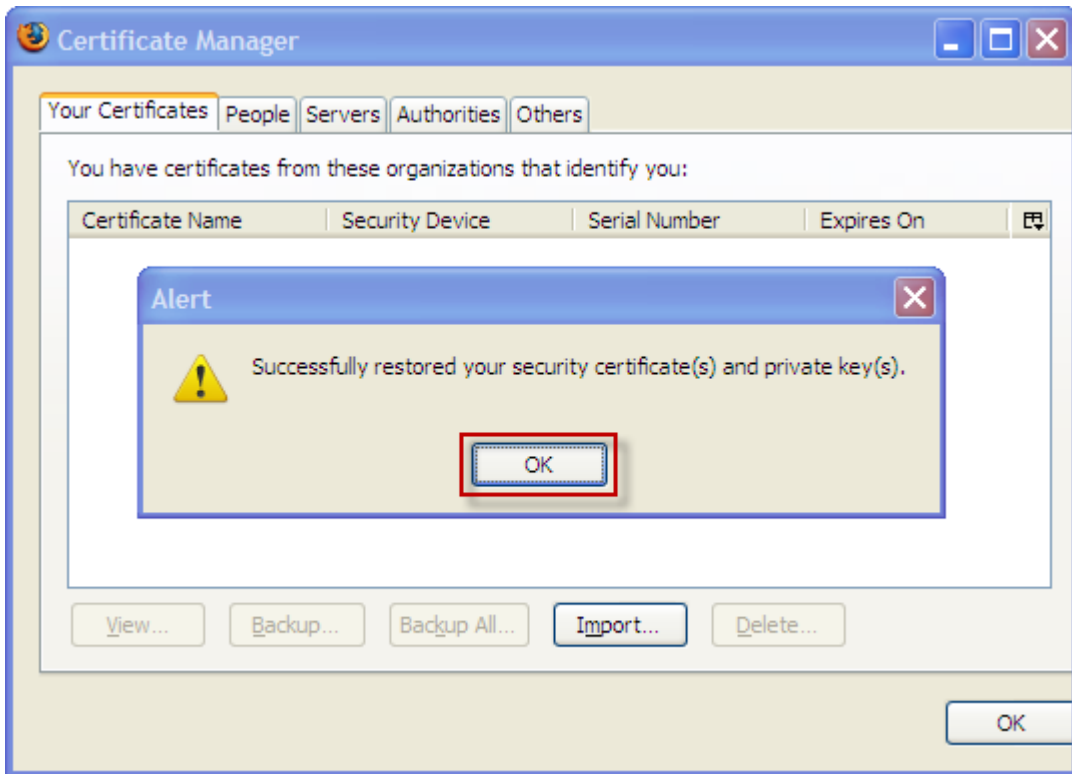 Certificate Manager
Your Certificates People Servers Authorities Others
You have certificates from these organizations that identify you:
Certificate Name Security Device Serial Number Expires On
Alert
Successfully restored your security certificate(s) and private key(s).
OK
View... Backup... Backup All... Import... Delete...
OK